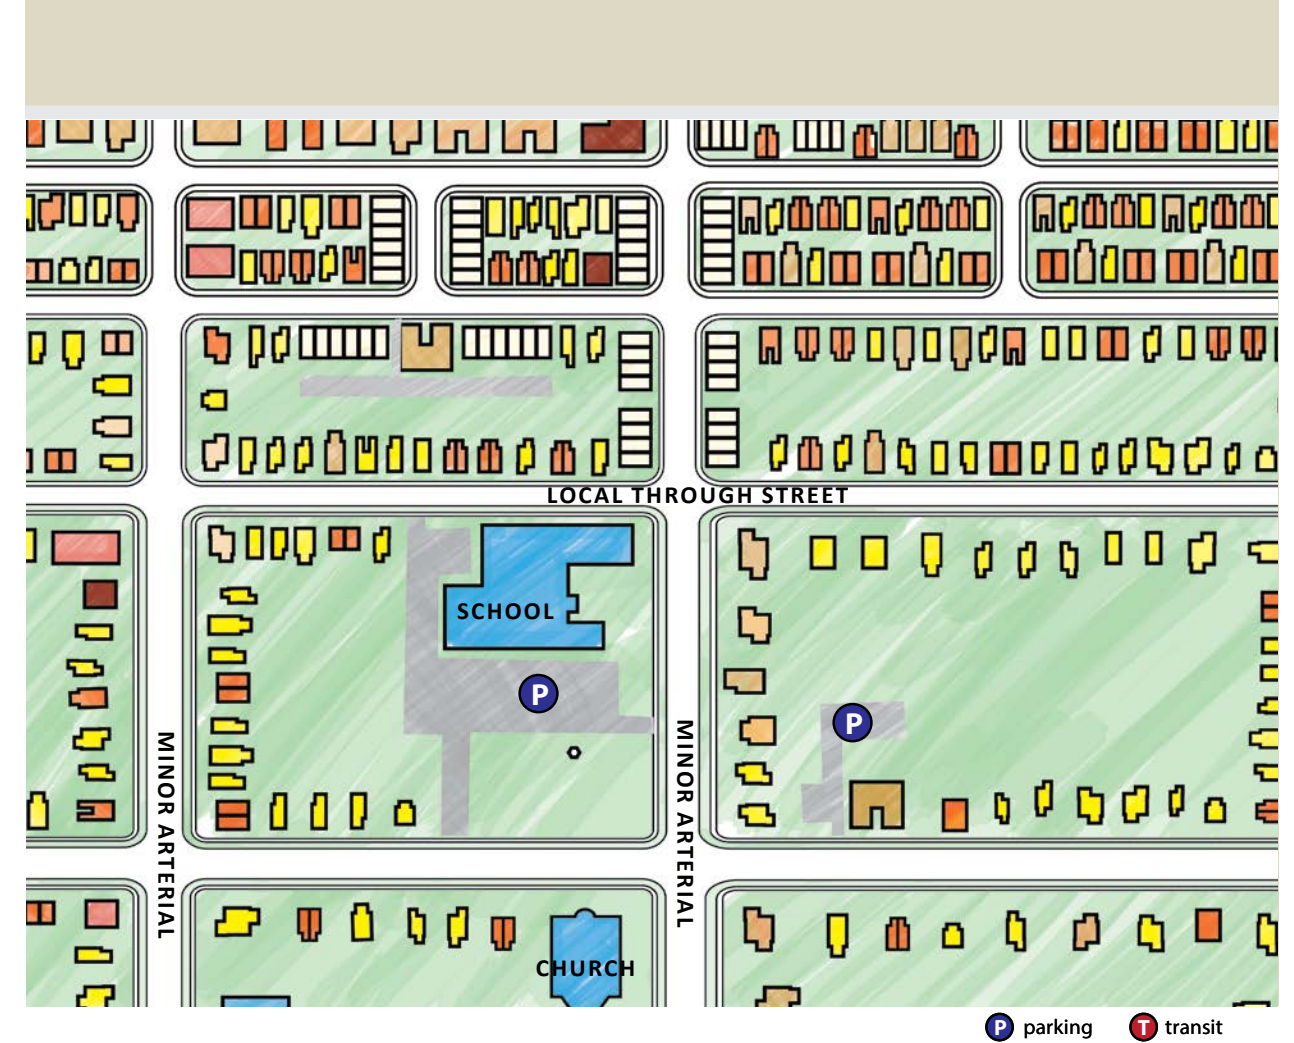 LOCAL THROUGH STREET
SCHOOL
P
P
MINOR ARTERIAL
MINOR ARTERIAL
CHURCH
P parking T transit